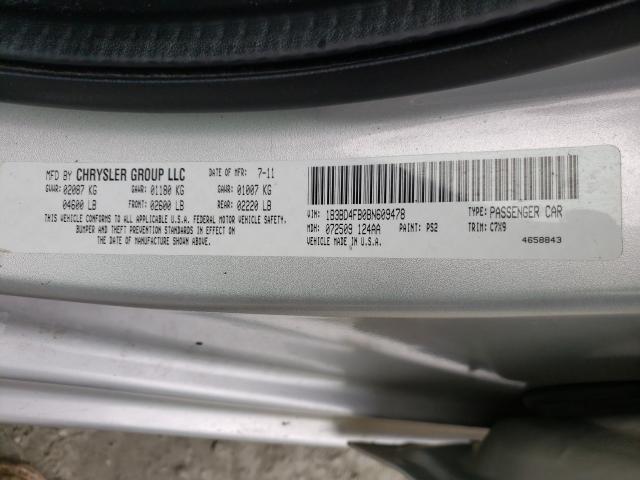 MFD BY CHRYSLER GROUP LLC DATE OF MFR: 7-11
GVWR: 02087 KG GAWR: 01180 KG GAWR: 01007 KG
04600 LB FRONT: 02600 LB REAR: 02220 LB
THIS VEHICLE CONFORMS TO ALL APPLICABLE U.S.A. FEDERAL MOTOR VEHICLE SAFETY,
BUMPER AND THEFT PREVENTION STANDARDS IN EFFECT ON
THE DATE OF MANUFACTURE SHOWN ABOVE.
VIN: 1B3BD4FB0BN609478 TYPE: PASSENGER CAR
MDH: 072509 124AA PAINT: PS2 TRIM: C7X9
VEHICLE MADE IN U.S.A. 4658843